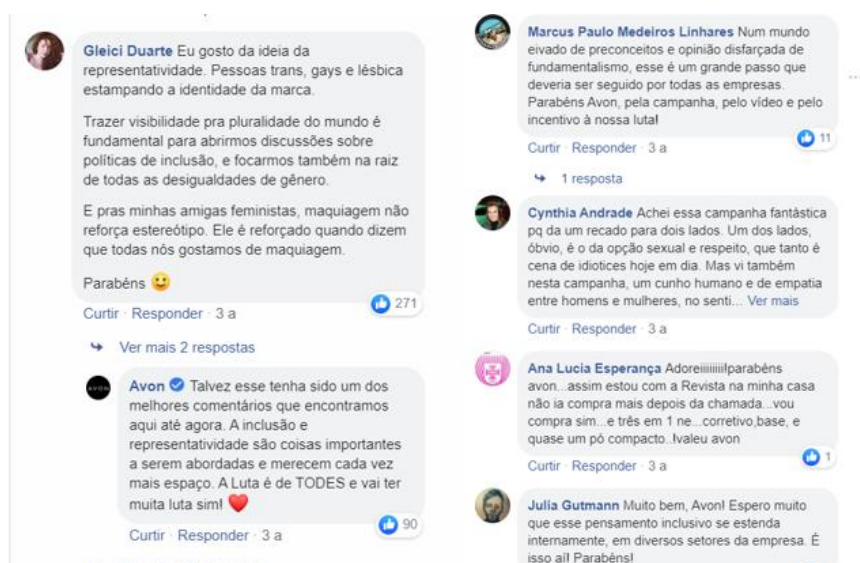 Gleici Duarte Eu gosto da ideia da
representatividade. Pessoas trans, gays e lésbica
estampando a identidade da marca.
Trazer visibilidade pra pluralidade do mundo é
fundamental para abrirmos discussões sobre
políticas de inclusão, e focarmos também na raiz
de todas as desigualdades de gênero.
E pras minhas amigas feministas, maquiagem não
reforça estereótipo. Ele é reforçado quando dizem
que todas nós gostamos de maquiagem.
Parabéns 🙂
271
Curtir · Responder · 3 a
Ver mais 2 respostas
AVON
Avon Talvez esse tenha sido um dos
melhores comentários que encontramos
aqui até agora. A inclusão e
representatividade são coisas importantes
a serem abordadas e merecem cada vez
mais espaço. A Luta é de TODES e vai ter
muita luta sim! ❤️
90
Curtir · Responder · 3 a
Marcus Paulo Medeiros Linhares Num mundo
eivado de preconceitos e opinião disfarçada de
fundamentalismo, esse é um grande passo que
deveria ser seguido por todas as empresas.
Parabéns Avon, pela campanha, pelo vídeo e pelo
incentivo à nossa luta!
11
Curtir · Responder · 3 a
1 resposta
Cynthia Andrade Achei essa campanha fantástica
pq da um recado para dois lados. Um dos lados,
óbvio, é o da opção sexual e respeito, que tanto é
cena de idiotices hoje em dia. Mas vi também
nesta campanha, um cunho humano e de empatia
entre homens e mulheres, no senti... Ver mais
Curtir · Responder · 3 a
Ana Lucia Esperança Adoreiiiiiiii!parabéns
avon...assim estou com a Revista na minha casa
não ia compra mais depois da chamada...vou
compra sim...e três em 1 ne...corretivo,base, e
quase um pó compacto..!valeu avon
1
Curtir · Responder · 3 a
Julia Gutmann Muito bem, Avon! Espero muito
que esse pensamento inclusivo se estenda
internamente, em diversos setores da empresa. É
isso aí! Parabéns!